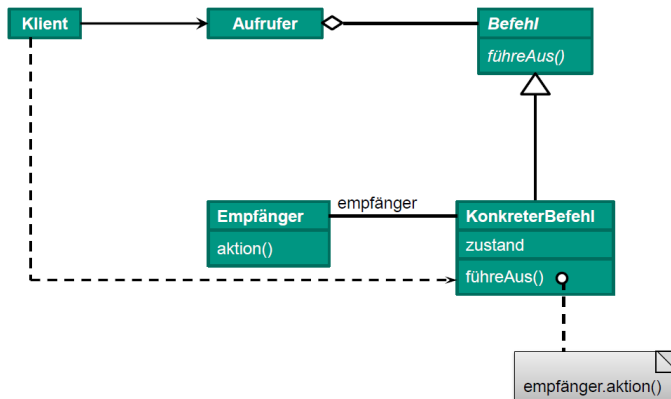 Klient
Aufrufer
Befehl
führeAus()
Empfänger
aktion()
empfänger
KonkreterBefehl
zustand
führeAus()
empfänger.aktion()